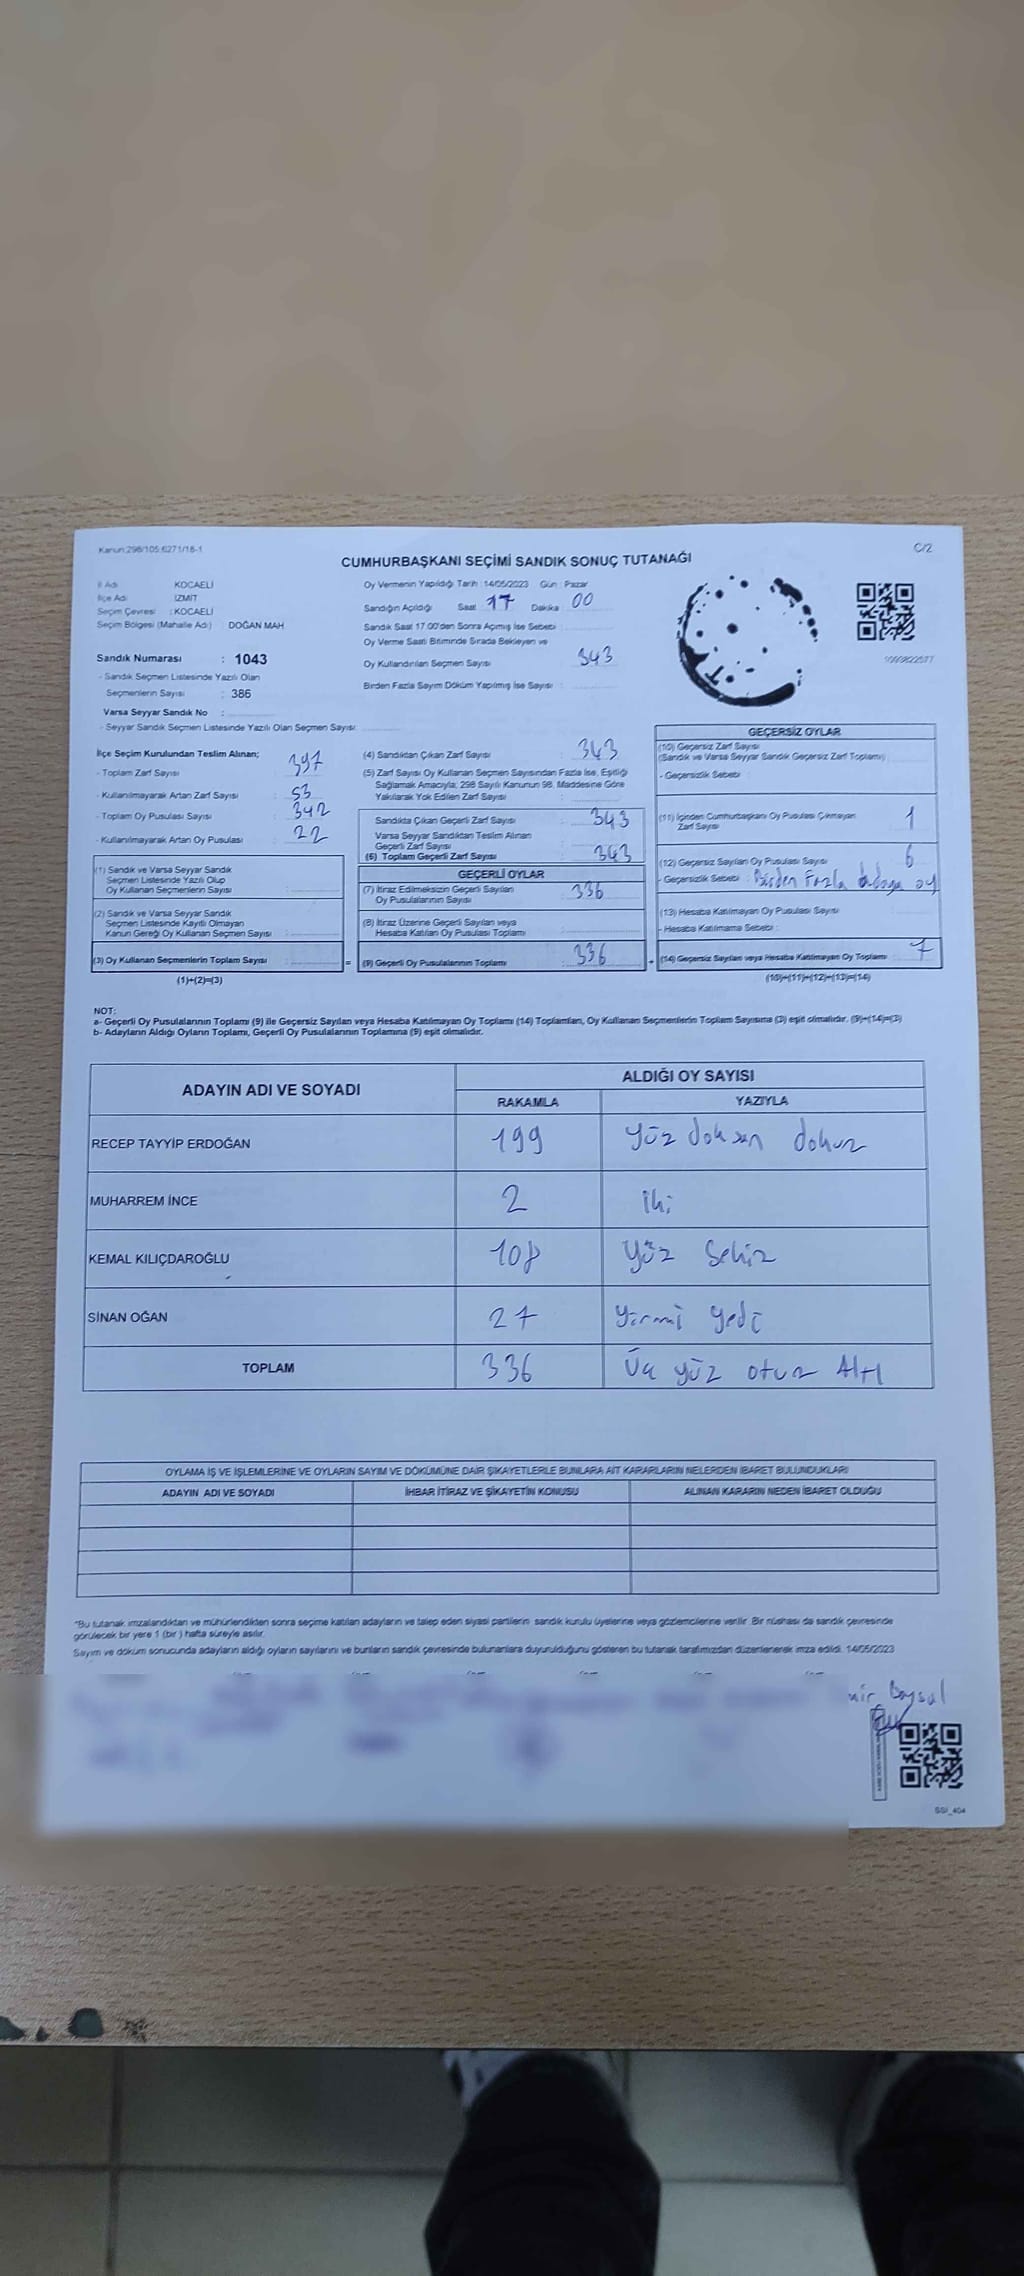 Kanun:298/105;6271/18-1
C/2
CUMHURBAŞKANI SEÇİMİ SANDIK SONUÇ TUTANAĞI
İl Adı KOCAELİ
İlçe Adı İZMİT
Seçim Çevresi : KOCAELİ
Seçim Bölgesi (Mahalle Adı) DOĞAN MAH
Sandık Numarası : 1043
- Sandık Seçmen Listesinde Yazılı Olan
Seçmenlerin Sayısı : 386
Varsa Seyyar Sandık No :
- Seyyar Sandık Seçmen Listesinde Yazılı Olan Seçmen Sayısı:
Oy Vermenin Yapıldığı Tarih : 14/05/2023 Gün : Pazar
Sandığın Açıldığı Saat 17 Dakika 00
Sandık Saat 17.00'den Sonra Açımış İse Sebebi :
Oy Verme Saati Bitiminde Sırada Bekleyen ve
Oy Kullandırılan Seçmen Sayısı : 343
Birden Fazla Sayım Döküm Yapılmış İse Sayısı :
İlçe Seçim Kurulundan Teslim Alınan;
- Toplam Zarf Sayısı : 397
- Kullanılmayarak Artan Zarf Sayısı : 53
- Toplam Oy Pusulası Sayısı : 342
- Kullanılmayarak Artan Oy Pusulası : 22
(1) Sandık ve Varsa Seyyar Sandık
Seçmen Listesinde Yazılı Olup
Oy Kullanan Seçmenlerin Sayısı :
(2) Sandık ve Varsa Seyyar Sandık
Seçmen Listesinde Kayıtlı Olmayan
Kanun Gereği Oy Kullanan Seçmen Sayısı :
(3) Oy Kullanan Seçmenlerin Toplam Sayısı :
(1)+(2)=(3)
(4) Sandıktan Çıkan Zarf Sayısı : 343
(5) Zarf Sayısı Oy Kullanan Seçmen Sayısından Fazla İse, Eşitliği
Sağlamak Amacıyla; 298 Sayılı Kanunun 98. Maddesine Göre
Yakılarak Yok Edilen Zarf Sayısı :
Sandıkta Çıkan Geçerli Zarf Sayısı : 343
Varsa Seyyar Sandıktan Teslim Alınan
Geçerli Zarf Sayısı :
(6) Toplam Geçerli Zarf Sayısı : 343
GEÇERLİ OYLAR
(7) İtiraz Edilmeksizin Geçerli Sayılan
Oy Pusulalarının Sayısı : 336
(8) İtiraz Üzerine Geçerli Sayılan veya
Hesaba Katılan Oy Pusulası Toplamı :
=
(9) Geçerli Oy Pusulalarının Toplamı : 336
+
GEÇERSİZ OYLAR
(10) Geçersiz Zarf Sayısı
(Sandık ve Varsa Seyyar Sandık Geçersiz Zarf Toplamı) :
- Geçersizlik Sebebi :
(11) İçinden Cumhurbaşkanı Oy Pusulası Çıkmayan
Zarf Sayısı : 1
(12) Geçersiz Sayılan Oy Pusulası Sayısı : 6
- Geçersizlik Sebebi : Birden Fazla adaya oy
(13) Hesaba Katılmayan Oy Pusulası Sayısı :
- Hesaba Katılmama Sebebi :
(14) Geçersiz Sayılan veya Hesaba Katılmayan Oy Toplamı : 7
(10)+(11)+(12)+(13)=(14)
NOT:
a- Geçerli Oy Pusulalarının Toplamı (9) ile Geçersiz Sayılan veya Hesaba Katılmayan Oy Toplamı (14) Toplamları, Oy Kullanan Seçmenlerin Toplam Sayısına (3) eşit olmalıdır. (9)+(14)=(3)
b- Adayların Aldığı Oyların Toplamı, Geçerli Oy Pusulalarının Toplamına (9) eşit olmalıdır.
ADAYIN ADI VE SOYADI
ALDIĞI OY SAYISI
RAKAMLA YAZIYLA
RECEP TAYYİP ERDOĞAN 199 Yüz doksan dokuz
MUHARREM İNCE 2 iki
KEMAL KILIÇDAROĞLU 108 Yüz Sekiz
SİNAN OĞAN 27 Yirmi yedi
TOPLAM 336 Üç yüz otuz Altı
OYLAMA İŞ VE İŞLEMLERİNE VE OYLARIN SAYIM VE DÖKÜMÜNE DAİR ŞİKAYETLERLE BUNLARA AİT KARARLARIN NELERDEN İBARET BULUNDUKLARI
ADAYIN ADI VE SOYADI İHBAR İTİRAZ VE ŞİKAYETİN KONUSU ALINAN KARARIN NEDEN İBARET OLDUĞU
*Bu tutanak imzalandıktan ve mühürlendikten sonra seçime katılan adayların ve talep eden siyasi partilerin sandık kurulu üyelerine veya gözlemcilerine verilir. Bir nüshası da sandık çevresinde
görülecek bir yere 1 (bir) hafta süreyle asılır.
Sayım ve döküm sonucunda adayların aldığı oyların sayılarını ve bunların sandık çevresinde bulunanlara duyurulduğunu gösteren bu tutanak tarafımızdan düzenlenerek imza edildi. 14/05/2023
Baysal
SSI_404